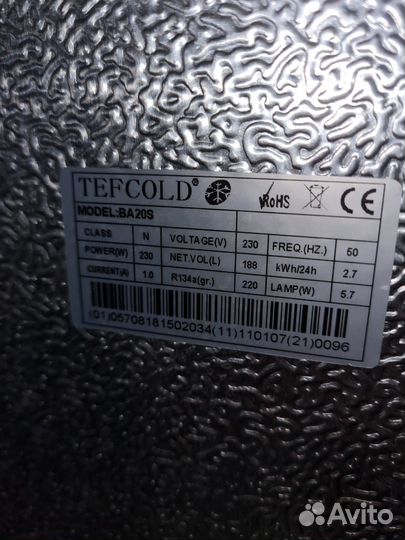 TEFCOLD ® RoHS CE
MODEL:BA20S
CLASS N VOLTAGE(V) 230 FREQ.(HZ.) 50
POWER(W) 230 NET.VOL(L) 188 kWh/24h 2.7
CURRENT(A) 1.0 R134a(gr.) 220 LAMP(W) 5.7
(01)05708181502034(11)110107(21)0096
Avito